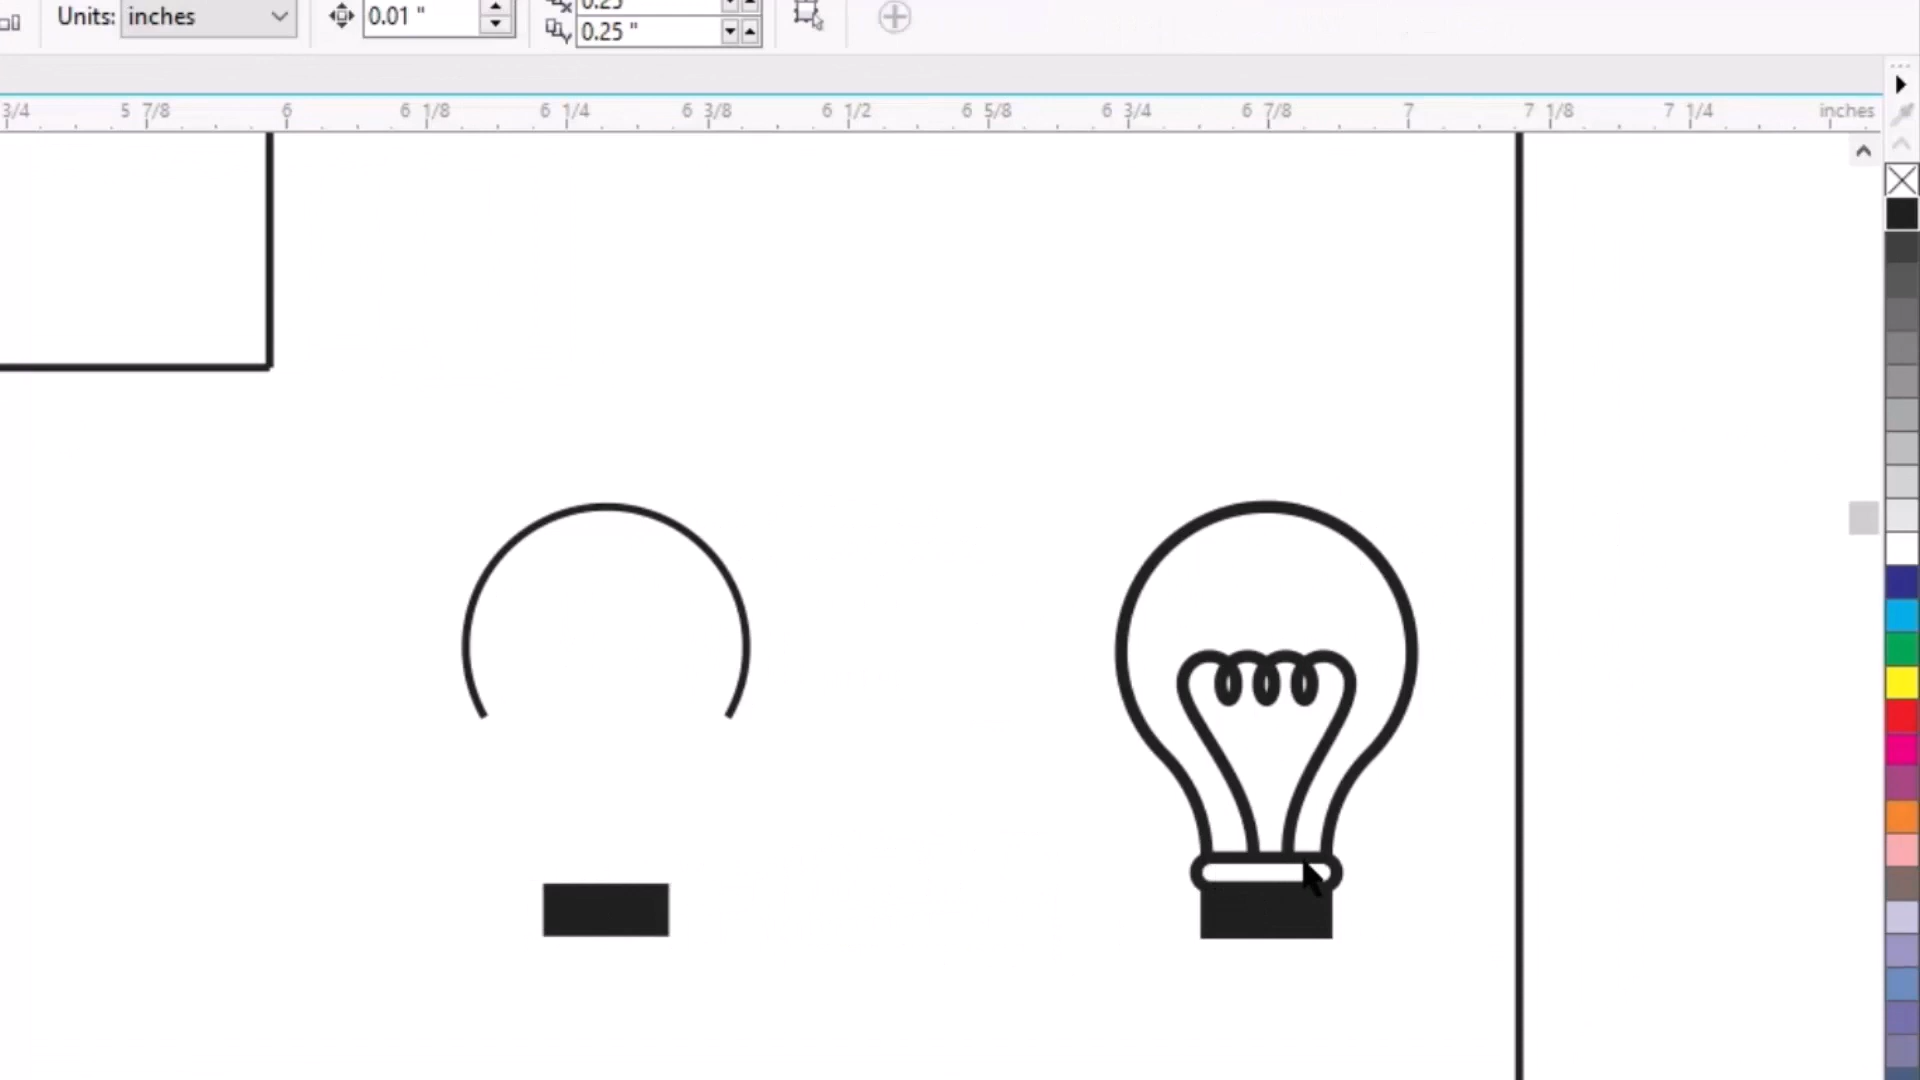 Units: inches 0.01 " 0.25
0.25 "
3/4 5 7/8 6 6 1/8 6 1/4 6 3/8 6 1/2 6 5/8 6 3/4 6 7/8 7 7 1/8 7 1/4 inches